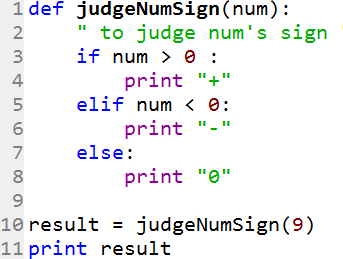 1 def judgeNumSign(num):
2     " to judge num's sign "
3     if num > 0 :
4         print "+"
5     elif num < 0:
6         print "-"
7     else:
8         print "0"
9
10 result = judgeNumSign(9)
11 print result